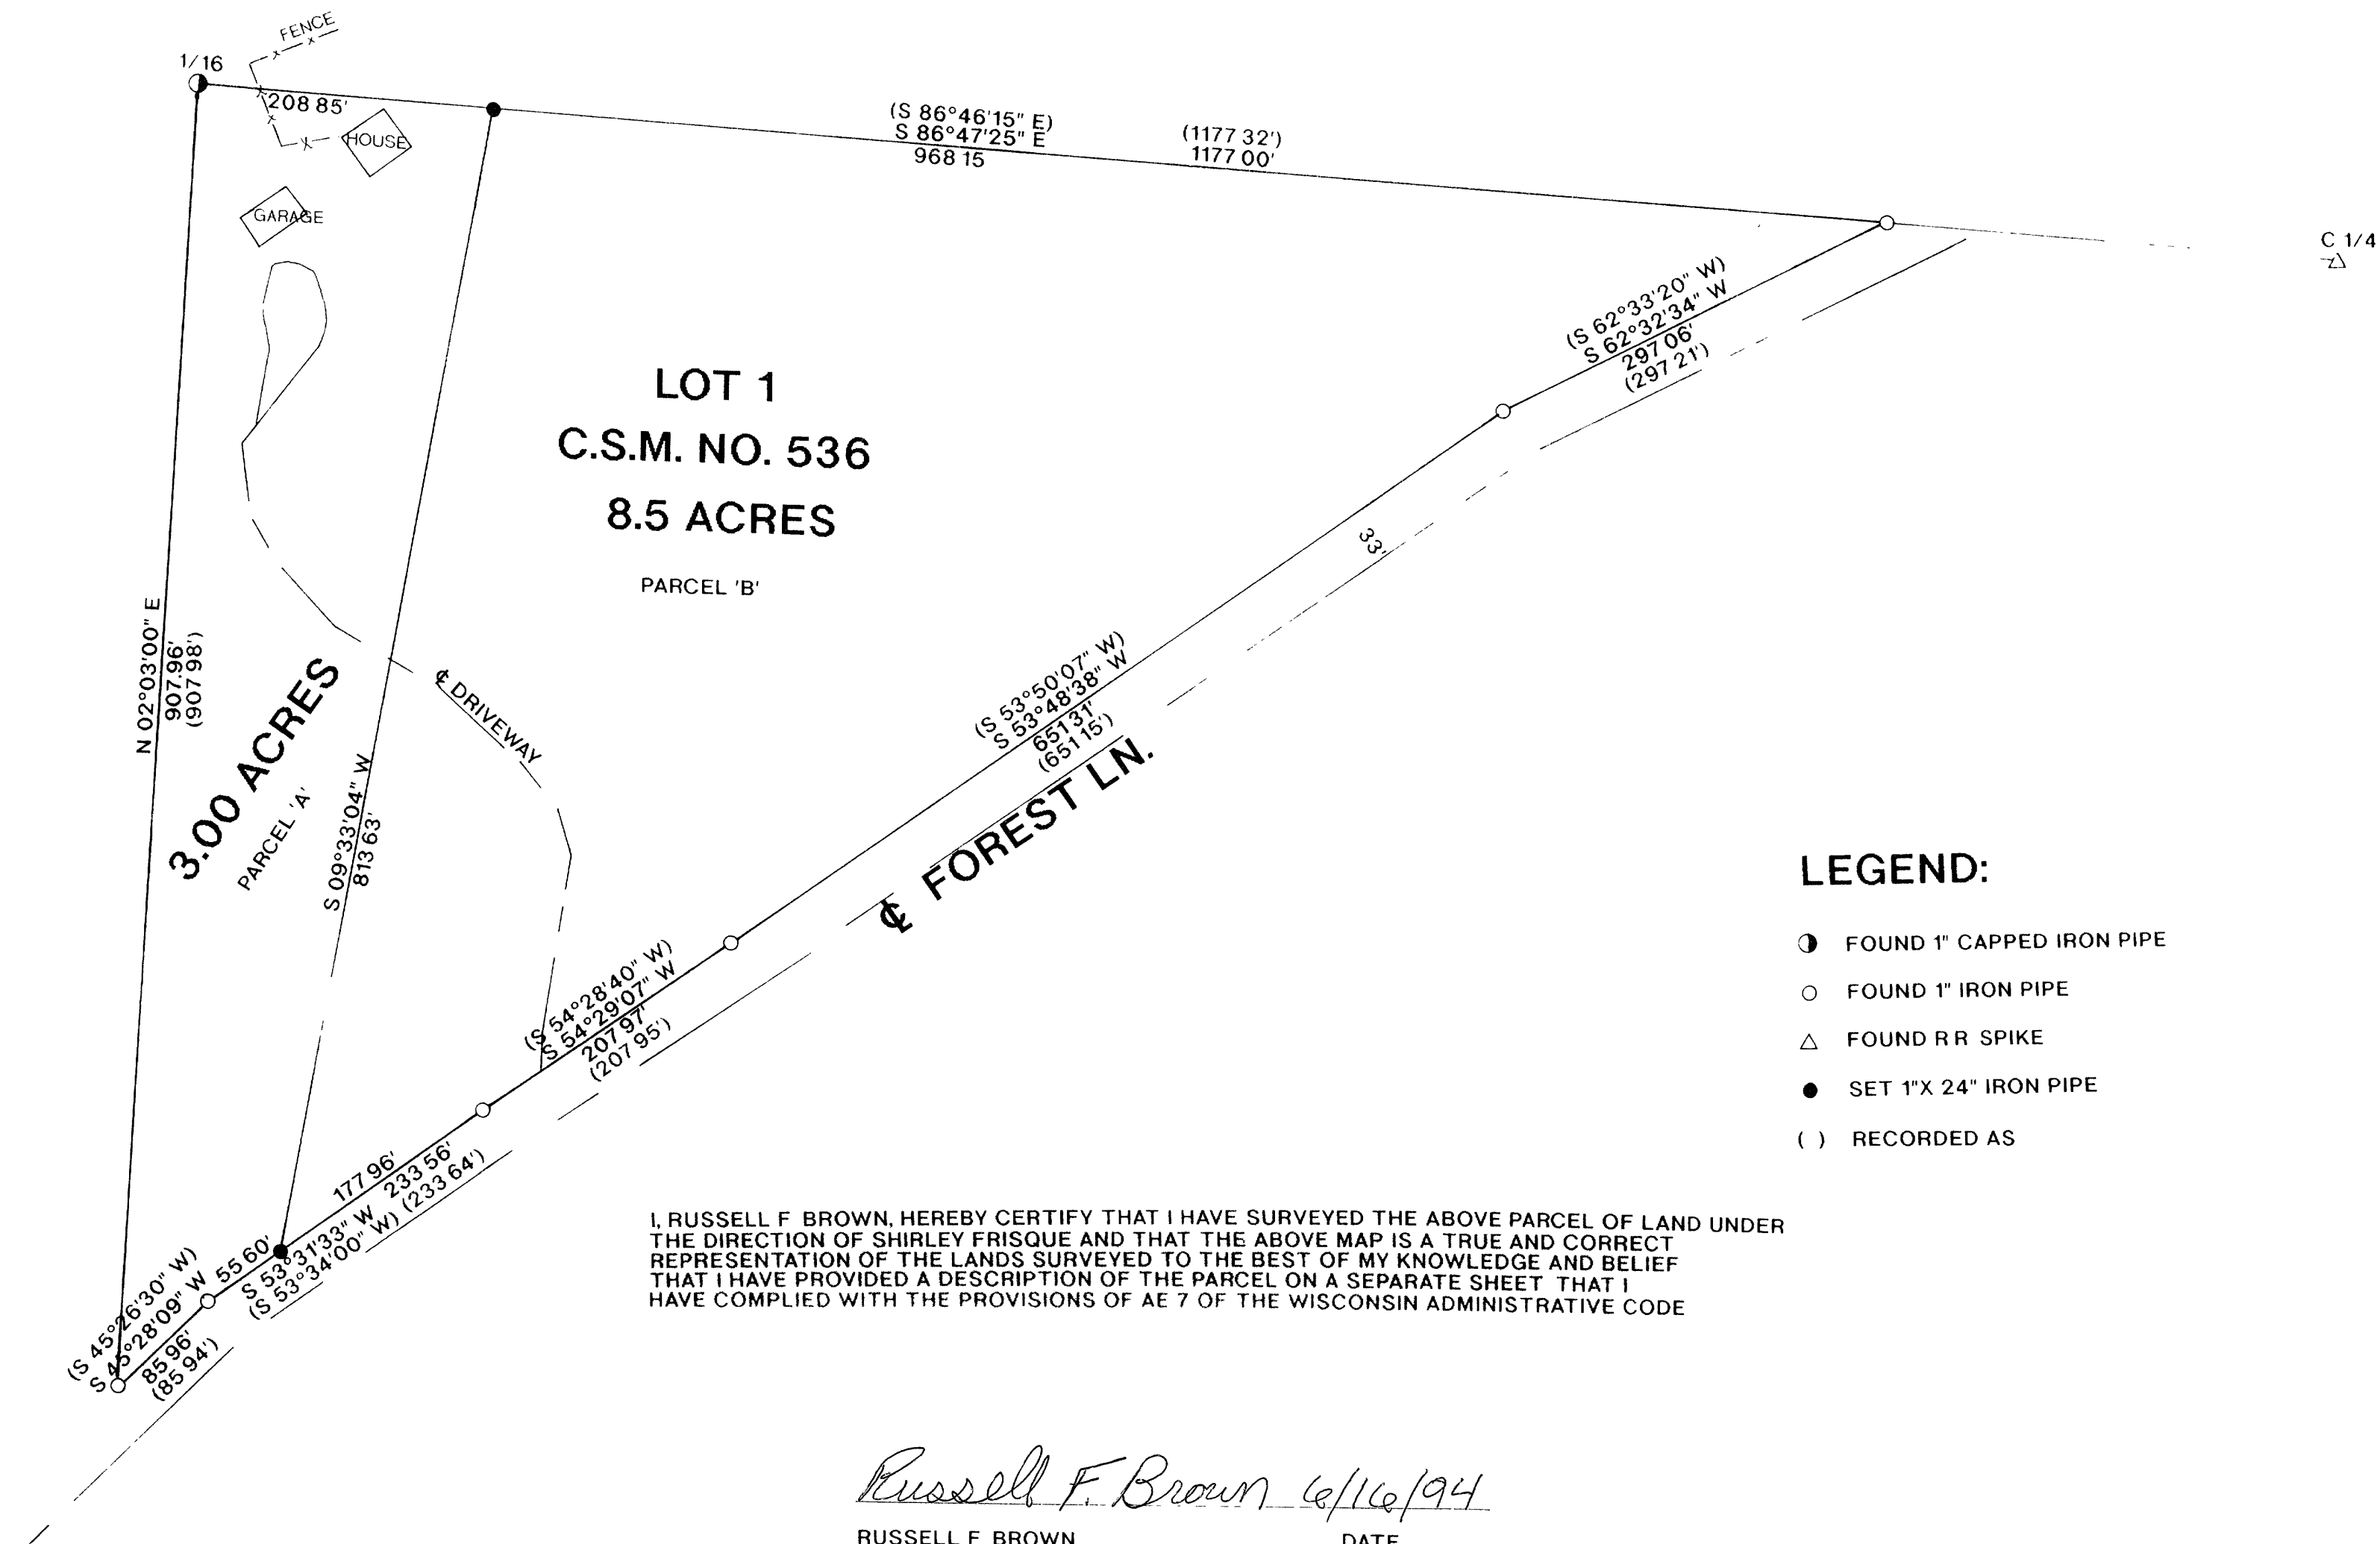 FENCE
1/16
208 85'
HOUSE
GARAGE
(S 86°46'15" E)
S 86°47'25" E
968 15
(1177 32')
1177 00'
C 1/4
(S 62°33'20" W)
S 62°32'34" W
297 06'
(297 21')
LOT 1
C.S.M. NO. 536
8.5 ACRES
PARCEL 'B'
33'
N 02°03'00" E
907.96'
(907 98')
3.00 ACRES
PARCEL 'A'
S 09°33'04" W
813 63'
℄ DRIVEWAY
(S 53°50'07" W)
S 53°48'38" W
651 31'
(651 15')
℄ FOREST LN.
(S 54°28'40" W)
S 54°29'07" W
207 97'
(207 95')
177 96'
S 53°31'33" W 233 56'
(S 53°34'00" W) (233 64')
55 60'
(S 45°26'30" W)
S 45°28'09" W
85 96'
(85 94')
LEGEND:
FOUND 1" CAPPED IRON PIPE
FOUND 1" IRON PIPE
FOUND R R SPIKE
SET 1"X 24" IRON PIPE
( ) RECORDED AS
I, RUSSELL F BROWN, HEREBY CERTIFY THAT I HAVE SURVEYED THE ABOVE PARCEL OF LAND UNDER
THE DIRECTION OF SHIRLEY FRISQUE AND THAT THE ABOVE MAP IS A TRUE AND CORRECT
REPRESENTATION OF THE LANDS SURVEYED TO THE BEST OF MY KNOWLEDGE AND BELIEF
THAT I HAVE PROVIDED A DESCRIPTION OF THE PARCEL ON A SEPARATE SHEET THAT I
HAVE COMPLIED WITH THE PROVISIONS OF AE 7 OF THE WISCONSIN ADMINISTRATIVE CODE
Russell F. Brown 6/16/94
RUSSELL F BROWN DATE